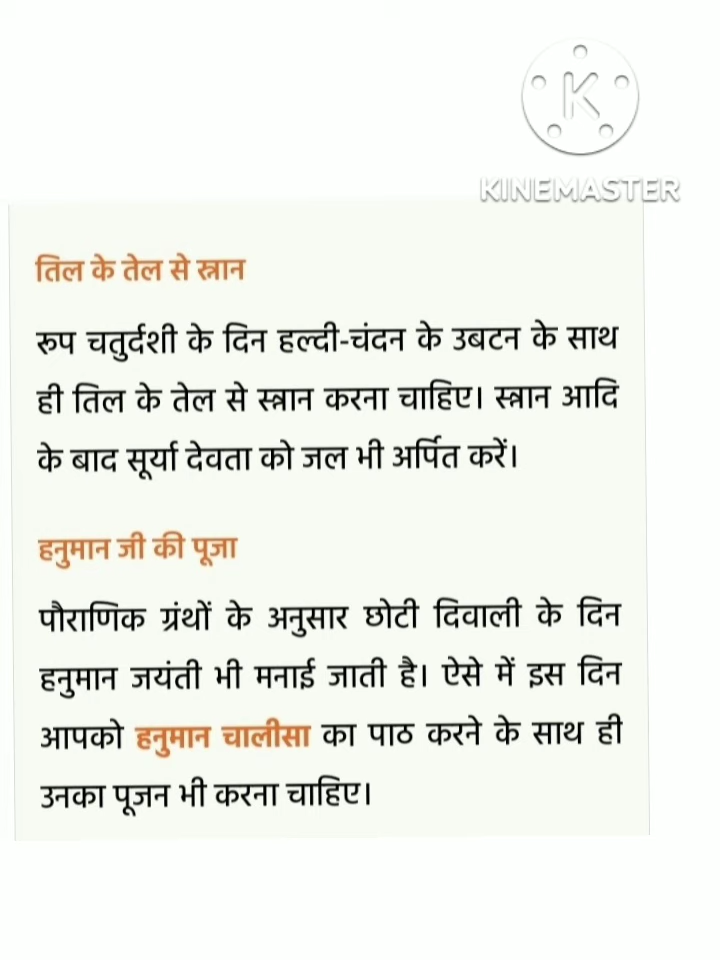 K
KINEMASTER
तिल के तेल से स्नान
रूप चतुर्दशी के दिन हल्दी-चंदन के उबटन के साथ
ही तिल के तेल से स्नान करना चाहिए। स्नान आदि
के बाद सूर्या देवता को जल भी अर्पित करें।
हनुमान जी की पूजा
पौराणिक ग्रंथों के अनुसार छोटी दिवाली के दिन
हनुमान जयंती भी मनाई जाती है। ऐसे में इस दिन
आपको हनुमान चालीसा का पाठ करने के साथ ही
उनका पूजन भी करना चाहिए।